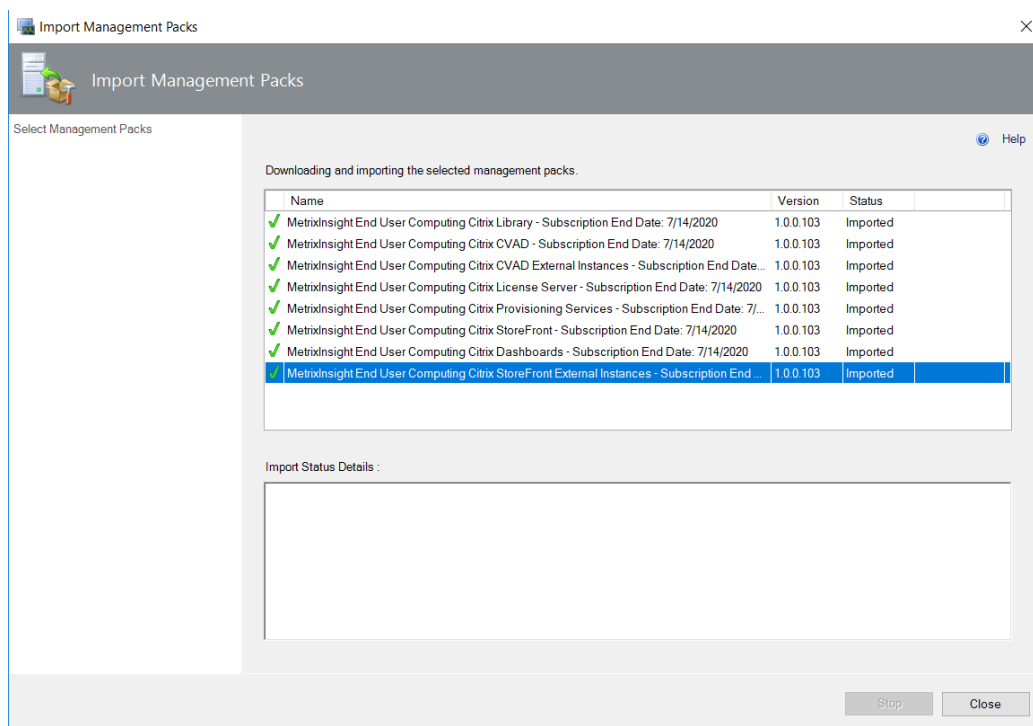 Import Management Packs
Import Management Packs
Select Management Packs
Help
Downloading and importing the selected management packs.
Name Version Status
MetrixInsight End User Computing Citrix Library - Subscription End Date: 7/14/2020 1.0.0.103 Imported
MetrixInsight End User Computing Citrix CVAD - Subscription End Date: 7/14/2020 1.0.0.103 Imported
MetrixInsight End User Computing Citrix CVAD External Instances - Subscription End Date... 1.0.0.103 Imported
MetrixInsight End User Computing Citrix License Server - Subscription End Date: 7/14/2020 1.0.0.103 Imported
MetrixInsight End User Computing Citrix Provisioning Services - Subscription End Date: 7/... 1.0.0.103 Imported
MetrixInsight End User Computing Citrix StoreFront - Subscription End Date: 7/14/2020 1.0.0.103 Imported
MetrixInsight End User Computing Citrix Dashboards - Subscription End Date: 7/14/2020 1.0.0.103 Imported
MetrixInsight End User Computing Citrix StoreFront External Instances - Subscription End ... 1.0.0.103 Imported
Import Status Details :
Stop Close